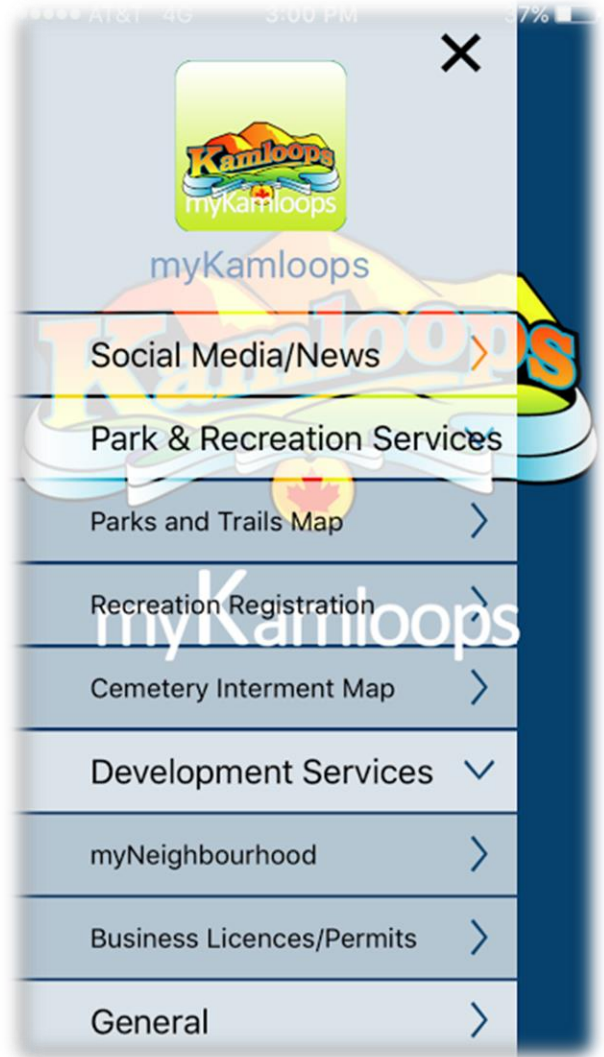 AT&T 4G 3:00 PM 37%
Kamloops
myKamloops
myKamloops
Kamloops
Social Media/News
Park & Recreation Services
Parks and Trails Map
Recreation Registration
myKamloops
Cemetery Interment Map
Development Services
myNeighbourhood
Business Licences/Permits
General